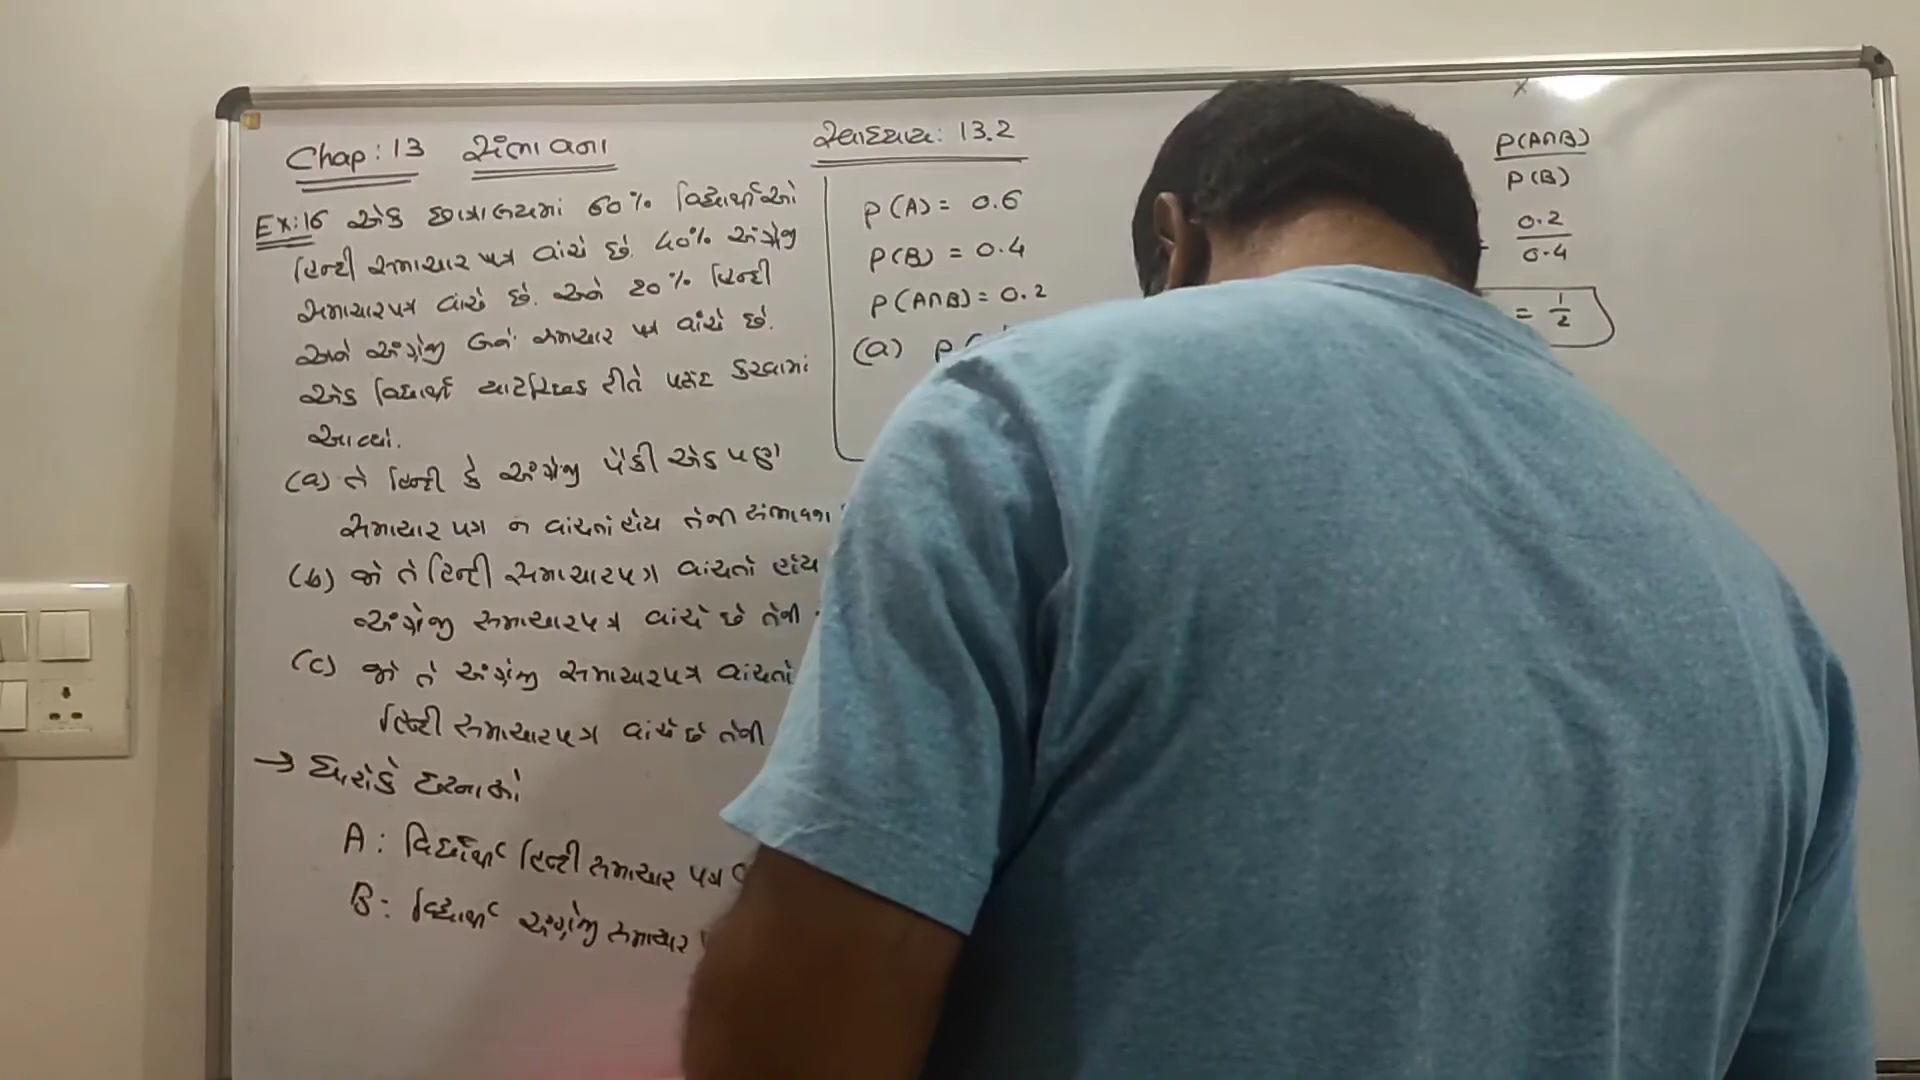 Chap: 13 સંભાવના
સ્વાધ્યાય: 13.2
Ex:16 એક છાત્રાલયમાં 60% વિદ્યાર્થીઓ
હિન્દી સમાચાર પત્ર વાંચે છે. 40% અંગ્રેજી
સમાચારપત્ર વાંચે છે. અને 20% હિન્દી
અને અંગ્રેજી બંને સમાચાર પત્ર વાંચે છે.
એક વિદ્યાર્થી યાદચ્છિક રીતે પસંદ કરવામાં
આવ્યો.
(a) તે હિન્દી કે અંગ્રેજી પૈકી એક પણ
સમાચાર પત્ર ન વાંચતાં હોય તેની સંભાવના
(b) જો તે હિન્દી સમાચારપત્ર વાંચતો હોય
અંગ્રેજી સમાચારપત્ર વાંચે છે તેની
(c) જો તે અંગ્રેજી સમાચારપત્ર વાંચતો
હિન્દી સમાચારપત્ર વાંચે છે તેની
→ ધારોકે ઘટનાઓ
A: વિદ્યાર્થી હિન્દી સમાચાર પત્ર
B: વિદ્યાર્થી અંગ્રેજી સમાચાર
P(A) = 0.6
P(B) = 0.4
P(A∩B) = 0.2
(a) P(
P(A∩B)
P(B)
0.2
0.4
= 1/2